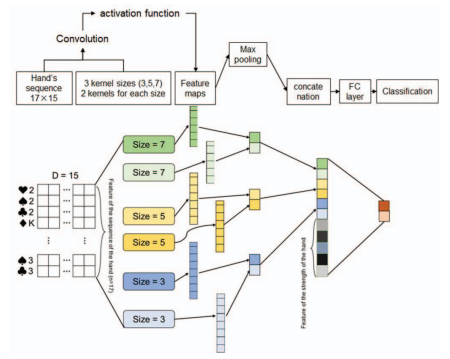 activation function
Convolution
Hand's
sequence
17×15
3 kernel sizes (3,5,7)
2 kernels for each size
Feature
maps
Max
pooling
concate
nation
FC
layer
Classification
Size = 7
Size = 7
D = 15
♥2
♠2
♣2
♦K
...
...
...
...
⋮
⋮
♠3
♣3
...
...
Feature of the sequence of the hand (n=17)
Size = 5
Size = 5
Size = 3
Size = 3
Feature of the strength of the hand